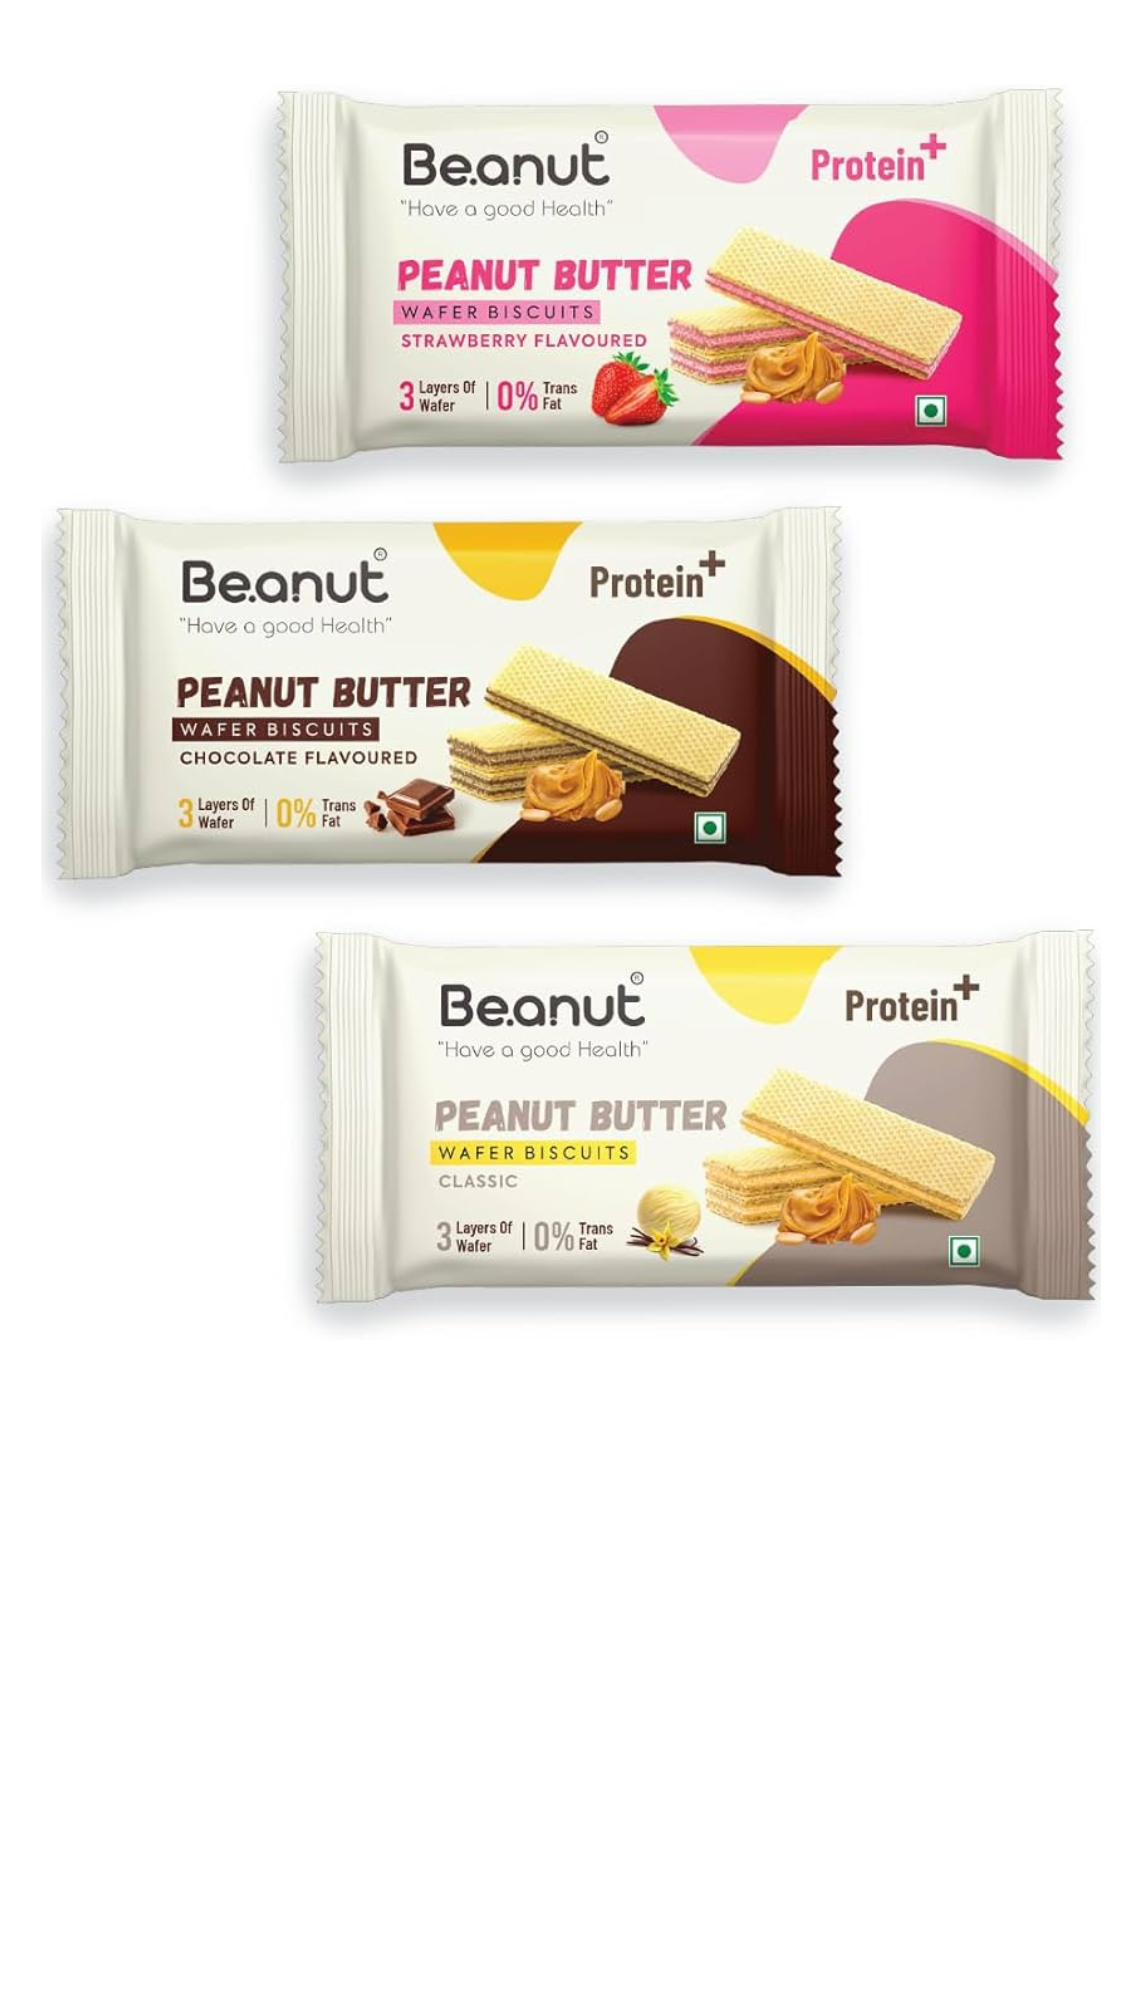 Be.anut®
Protein+
"Have a good Health"
PEANUT BUTTER
WAFER BISCUITS
STRAWBERRY FLAVOURED
3 Layers Of Wafer | 0% Trans Fat
Be.anut®
Protein+
"Have a good Health"
PEANUT BUTTER
WAFER BISCUITS
CHOCOLATE FLAVOURED
3 Layers Of Wafer | 0% Trans Fat
Be.anut®
Protein+
"Have a good Health"
PEANUT BUTTER
WAFER BISCUITS
CLASSIC
3 Layers Of Wafer | 0% Trans Fat